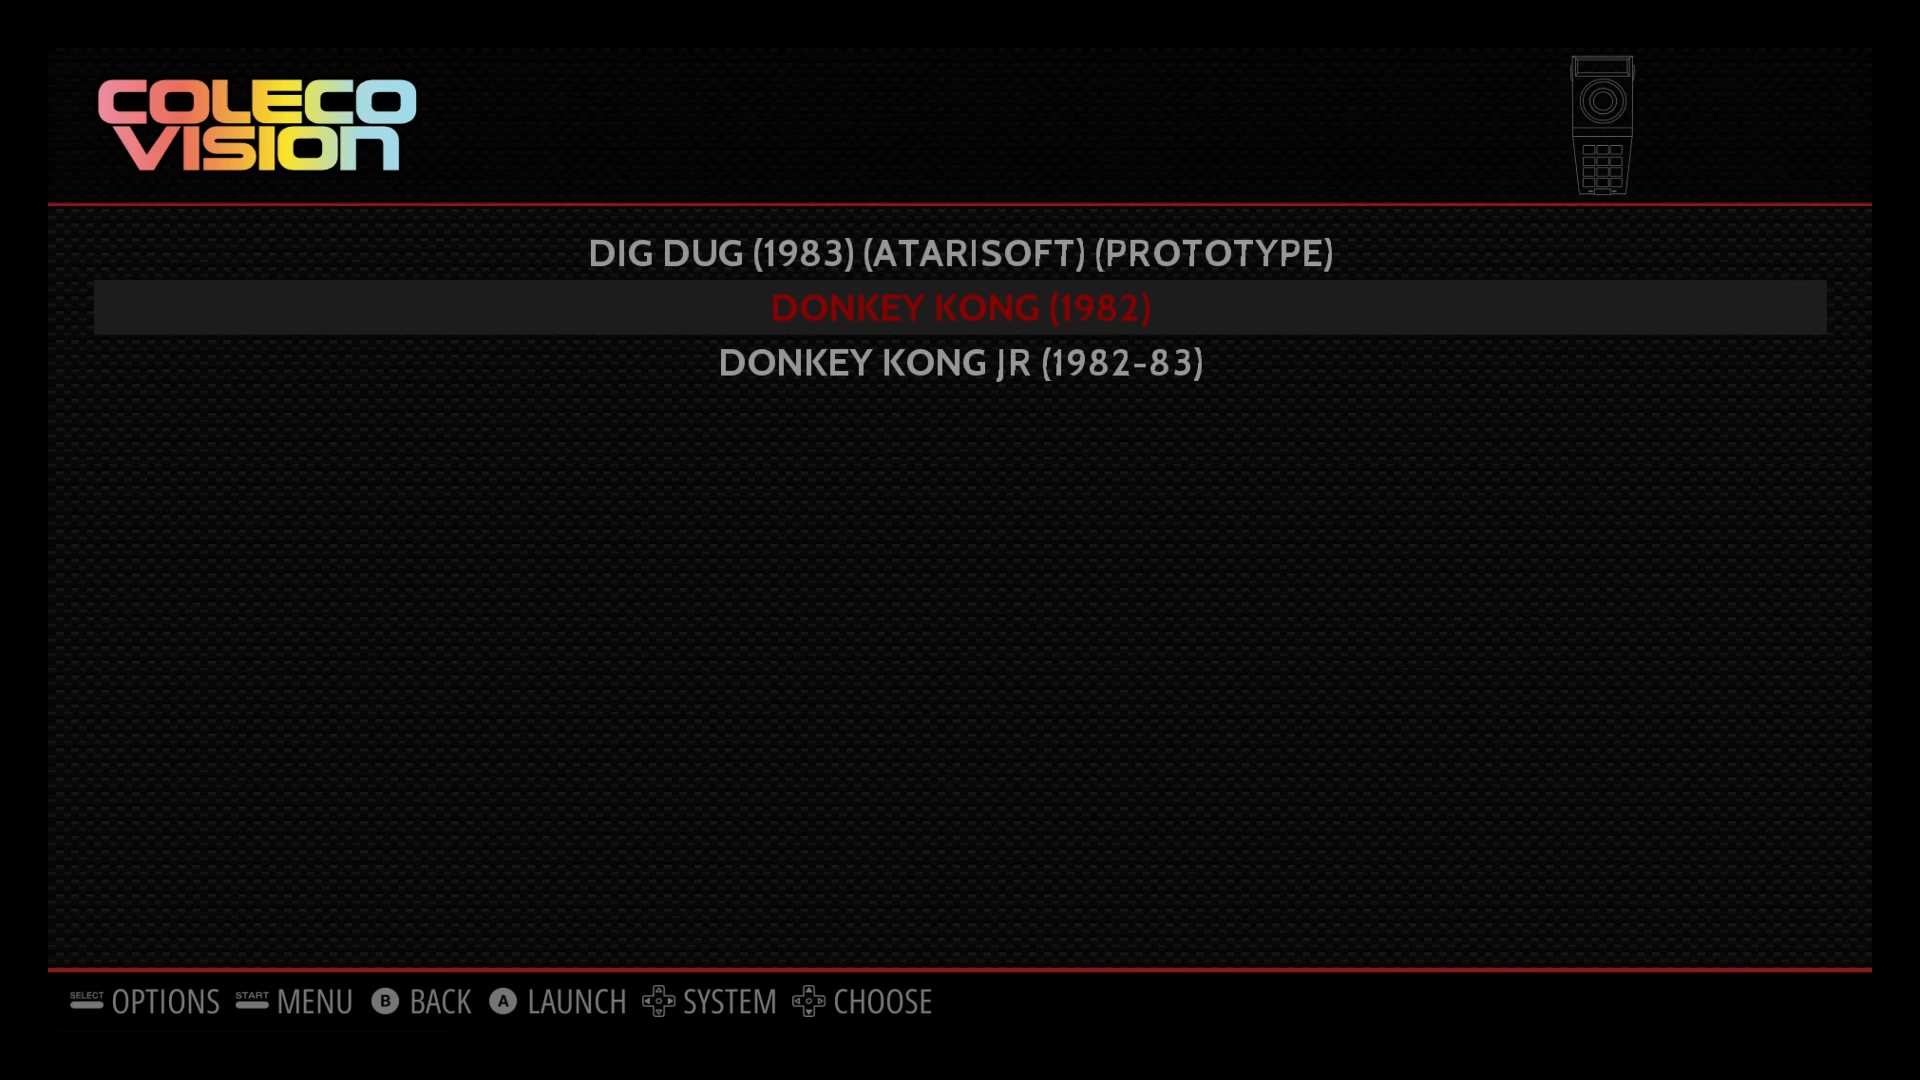 COLECO
VISION
DIG DUG (1983) (ATARISOFT) (PROTOTYPE)
DONKEY KONG (1982)
DONKEY KONG JR (1982-83)
SELECT OPTIONS START MENU B BACK A LAUNCH SYSTEM CHOOSE